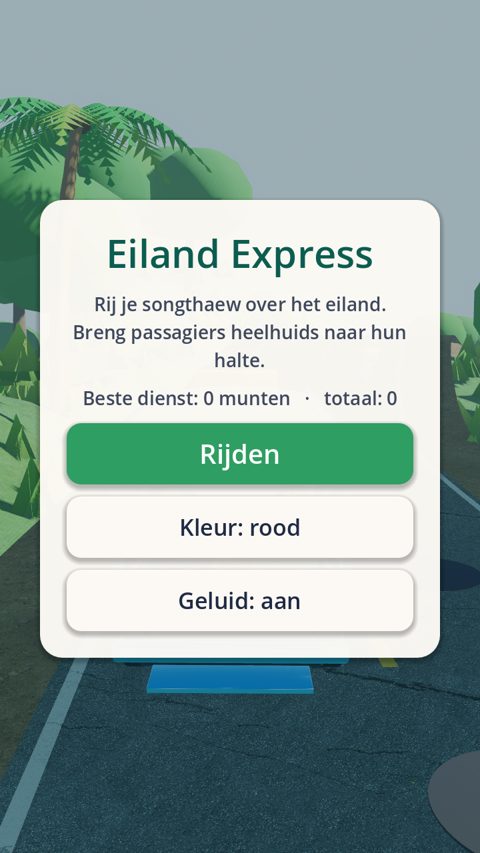 Eiland Express
Rij je songthaew over het eiland.
Breng passagiers heelhuids naar hun
halte.
Beste dienst: 0 munten · totaal: 0
Rijden
Kleur: rood
Geluid: aan